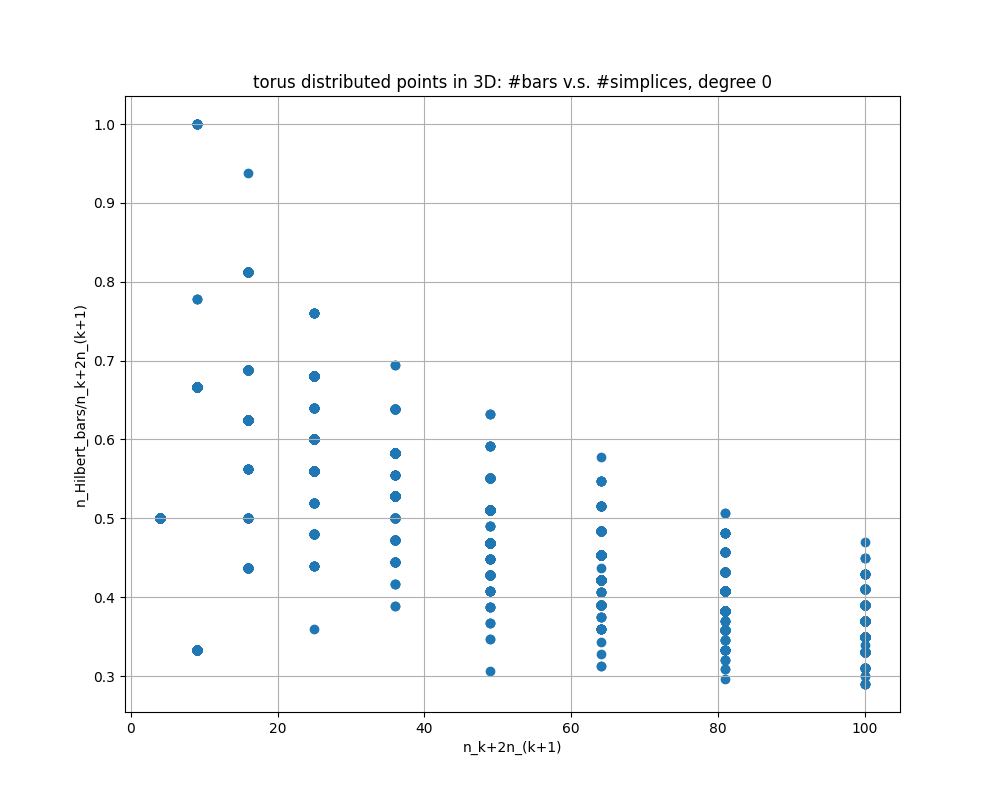 torus distributed points in 3D: #bars v.s. #simplices, degree 0
n_Hilbert_bars/n_k+2n_(k+1)
1.0
0.9
0.8
0.7
0.6
0.5
0.4
0.3
0 20 40 60 80 100
n_k+2n_(k+1)